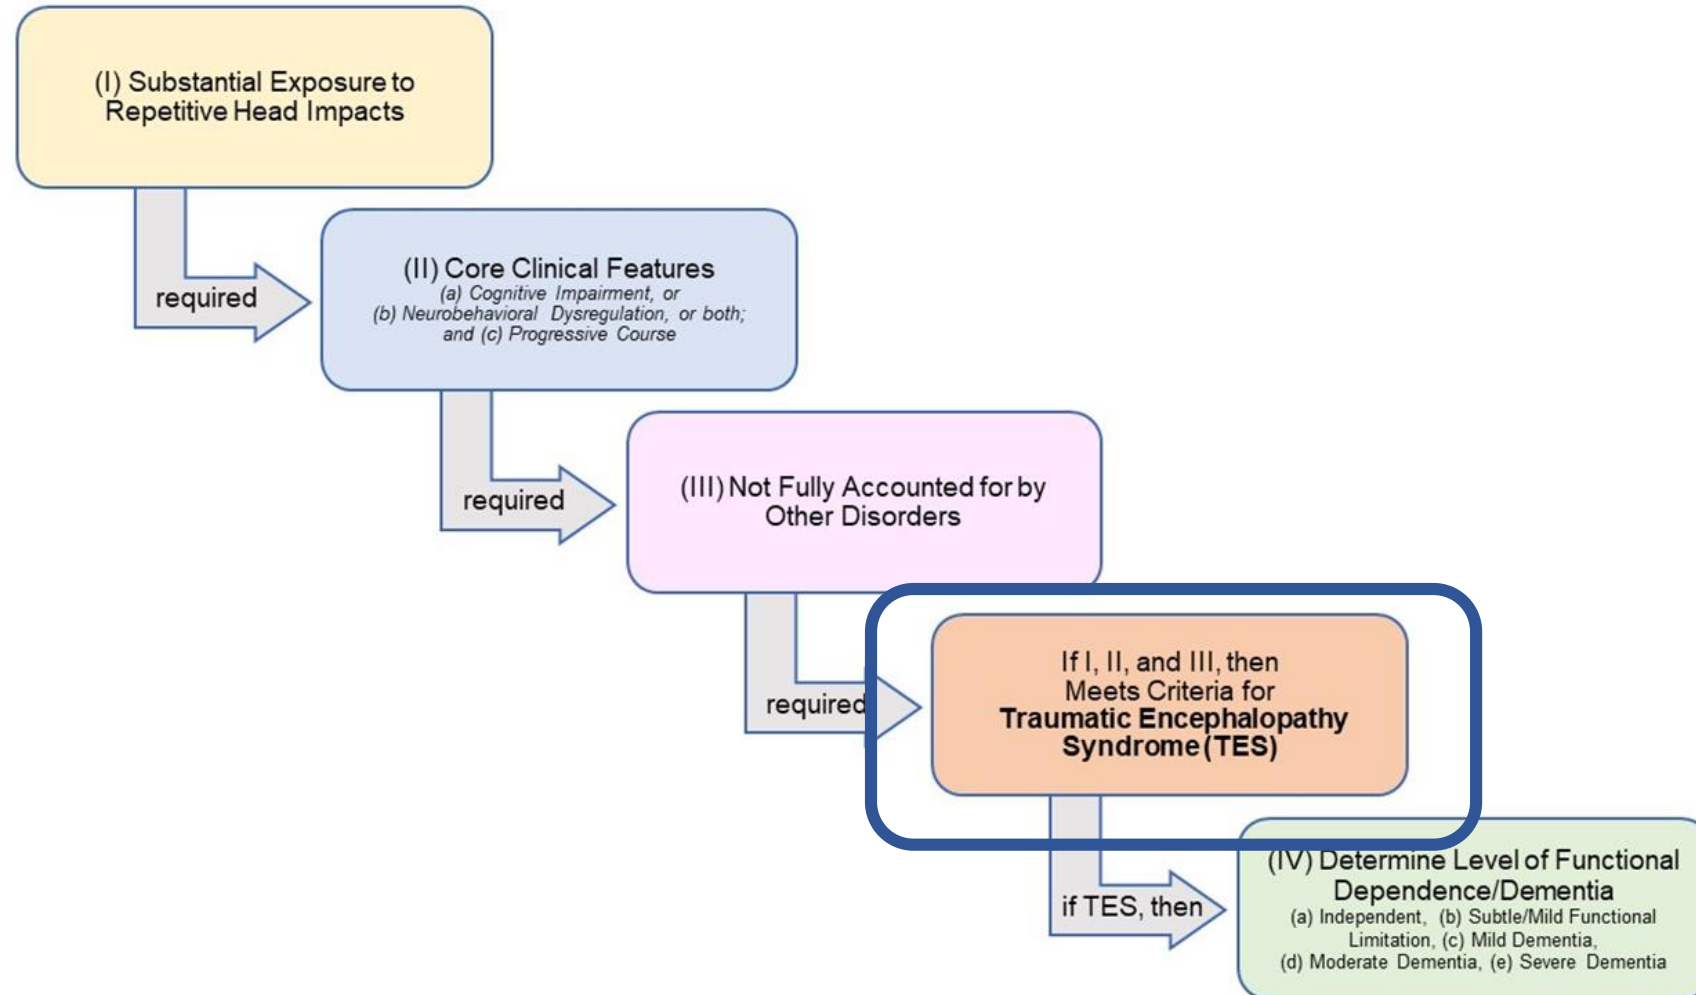 (I) Substantial Exposure to
Repetitive Head Impacts
required
(II) Core Clinical Features
(a) Cognitive Impairment, or
(b) Neurobehavioral Dysregulation, or both;
and (c) Progressive Course
required
(III) Not Fully Accounted for by
Other Disorders
required
If I, II, and III, then
Meets Criteria for
Traumatic Encephalopathy
Syndrome (TES)
if TES, then
(IV) Determine Level of Functional
Dependence/Dementia
(a) Independent, (b) Subtle/Mild Functional
Limitation, (c) Mild Dementia,
(d) Moderate Dementia, (e) Severe Dementia